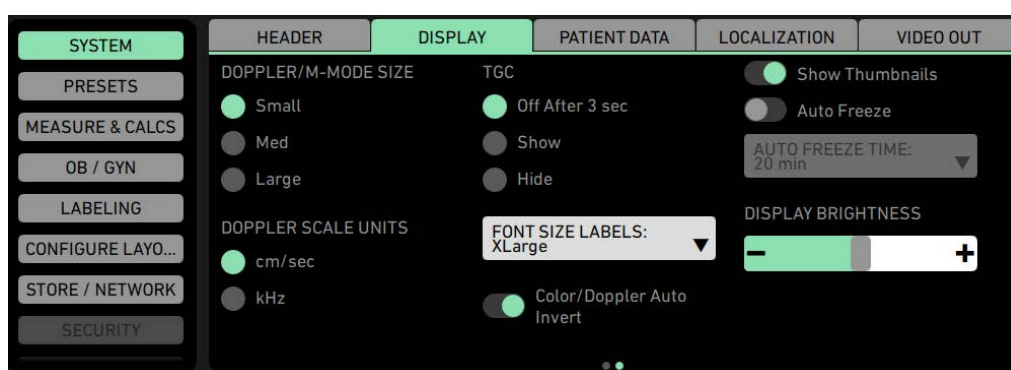 SYSTEM
PRESETS
MEASURE & CALCS
OB / GYN
LABELING
CONFIGURE LAYO...
STORE / NETWORK
SECURITY
HEADER
DISPLAY
PATIENT DATA
LOCALIZATION
VIDEO OUT
DOPPLER/M-MODE SIZE
Small
Med
Large
DOPPLER SCALE UNITS
cm/sec
kHz
TGC
Off After 3 sec
Show
Hide
FONT SIZE LABELS:
XLarge
Color/Doppler Auto
Invert
Show Thumbnails
Auto Freeze
AUTO FREEZE TIME:
20 min
DISPLAY BRIGHTNESS
− +